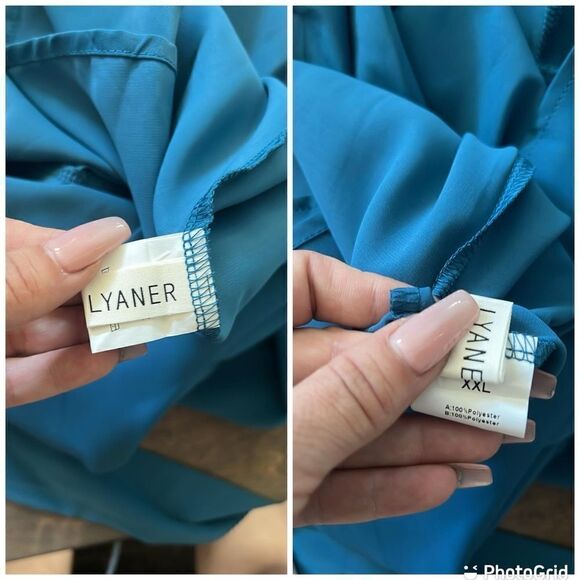 LYANER
LYANE
XXL
A:100%Polyester
B:100%Polyester
PhotoGrid